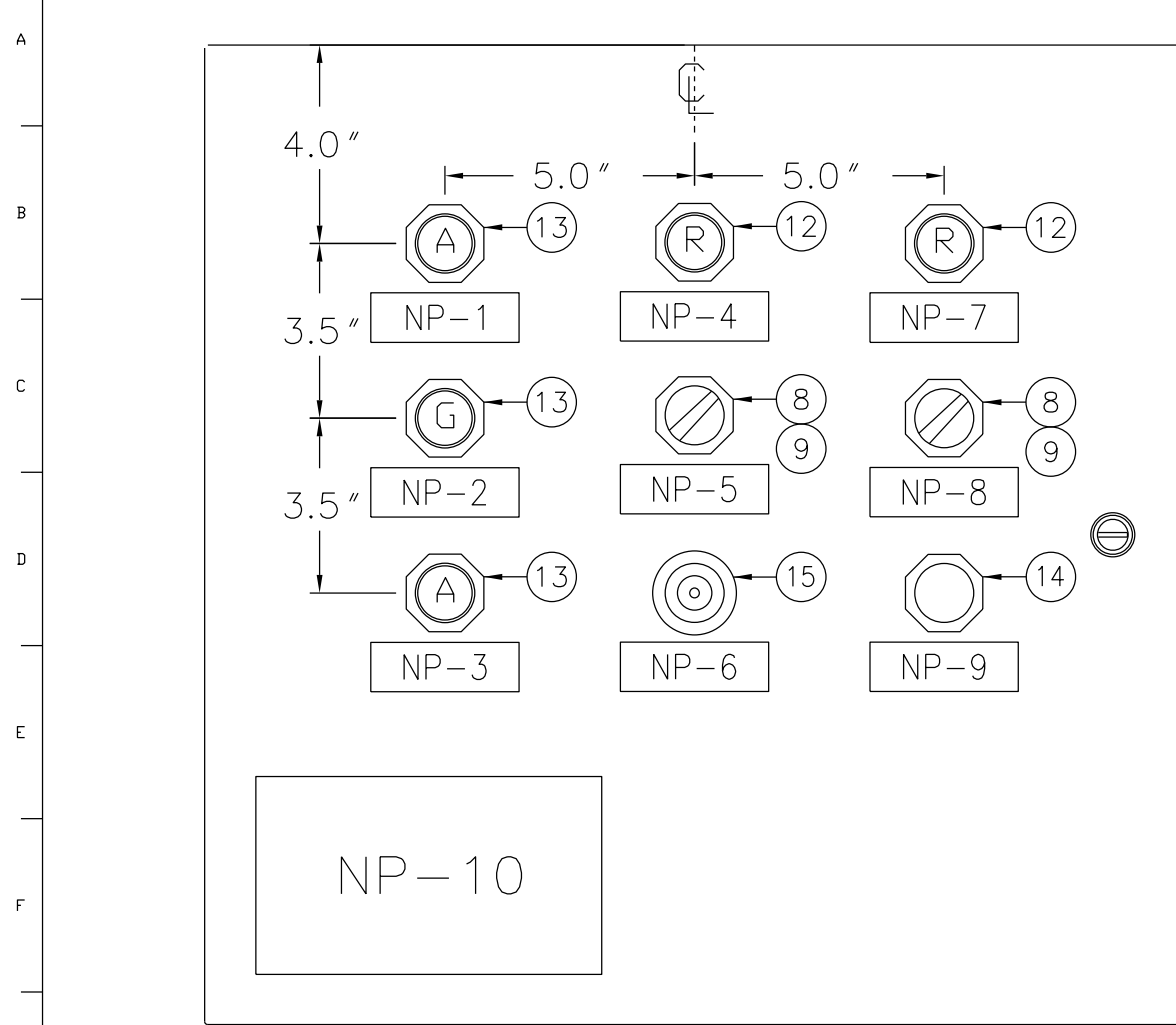 A
℄
4.0"
5.0" 5.0"
B
A 13 R 12 R 12
NP-1 NP-4 NP-7
3.5"
C
G 13 8 8
9 9
NP-2 NP-5 NP-8
3.5"
D
A 13 15 14
NP-3 NP-6 NP-9
E
NP-10
F